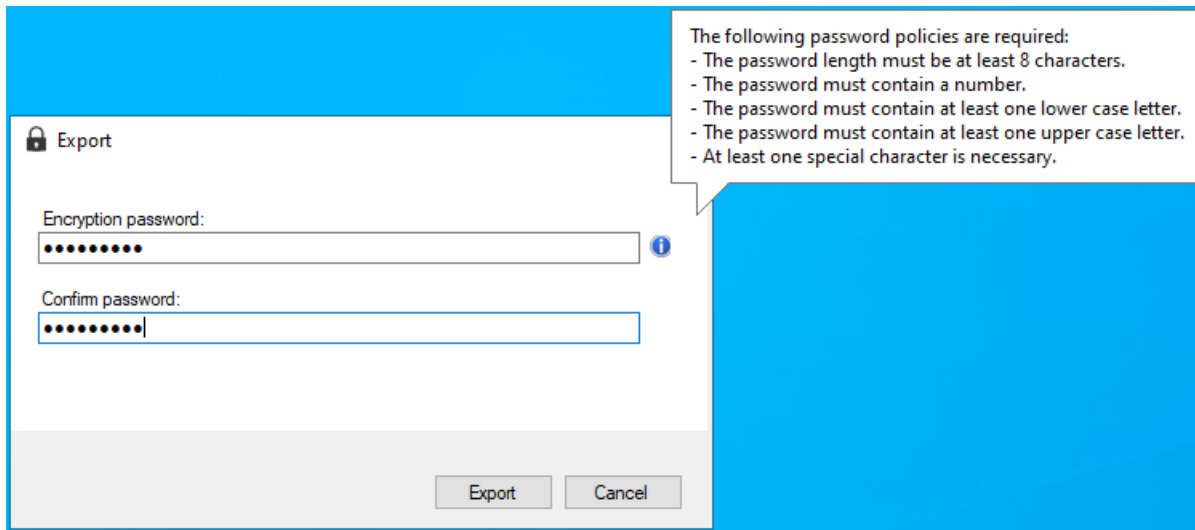 The following password policies are required:
- The password length must be at least 8 characters.
- The password must contain a number.
- The password must contain at least one lower case letter.
- The password must contain at least one upper case letter.
- At least one special character is necessary.
Export
Encryption password:
●●●●●●●●●
Confirm password:
●●●●●●●●●
Export Cancel